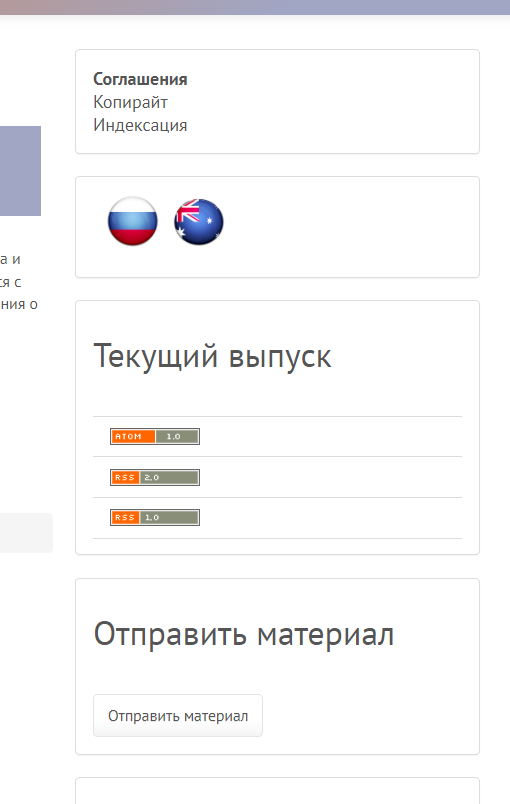 Соглашения
Копирайт
Индексация
а и
ся с
ния о
Текущий выпуск
ATOM 1.0
RSS 2.0
RSS 1.0
Отправить материал
Отправить материал